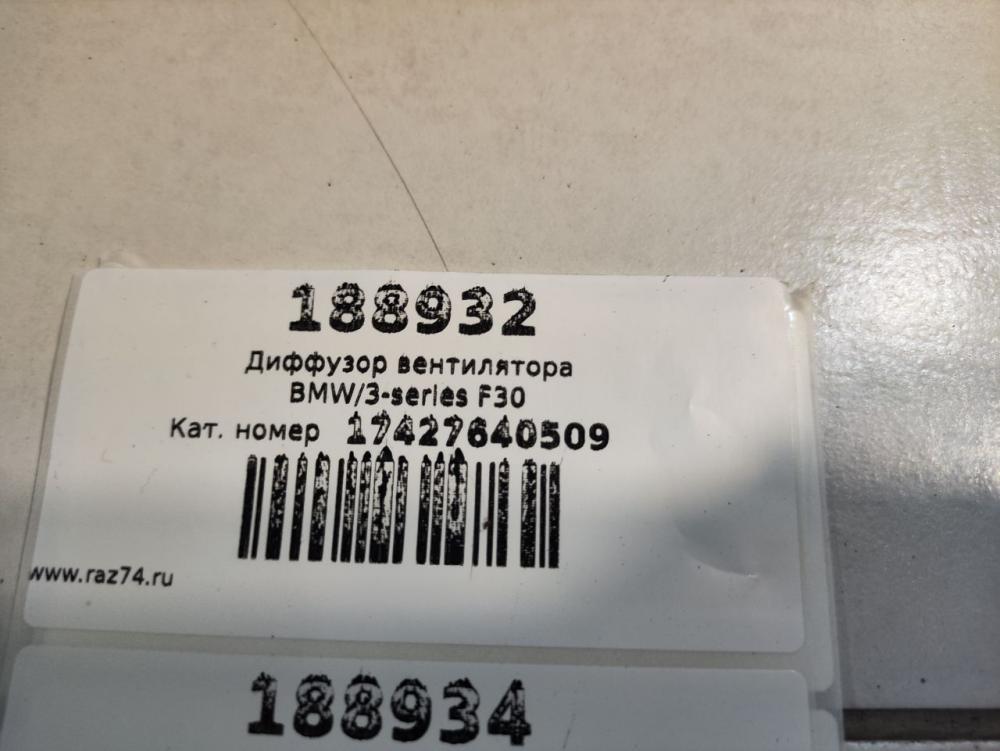 188932
Диффузор вентилятора
BMW/3-series F30
Кат. номер 17427640509
www.raz74.ru
188934